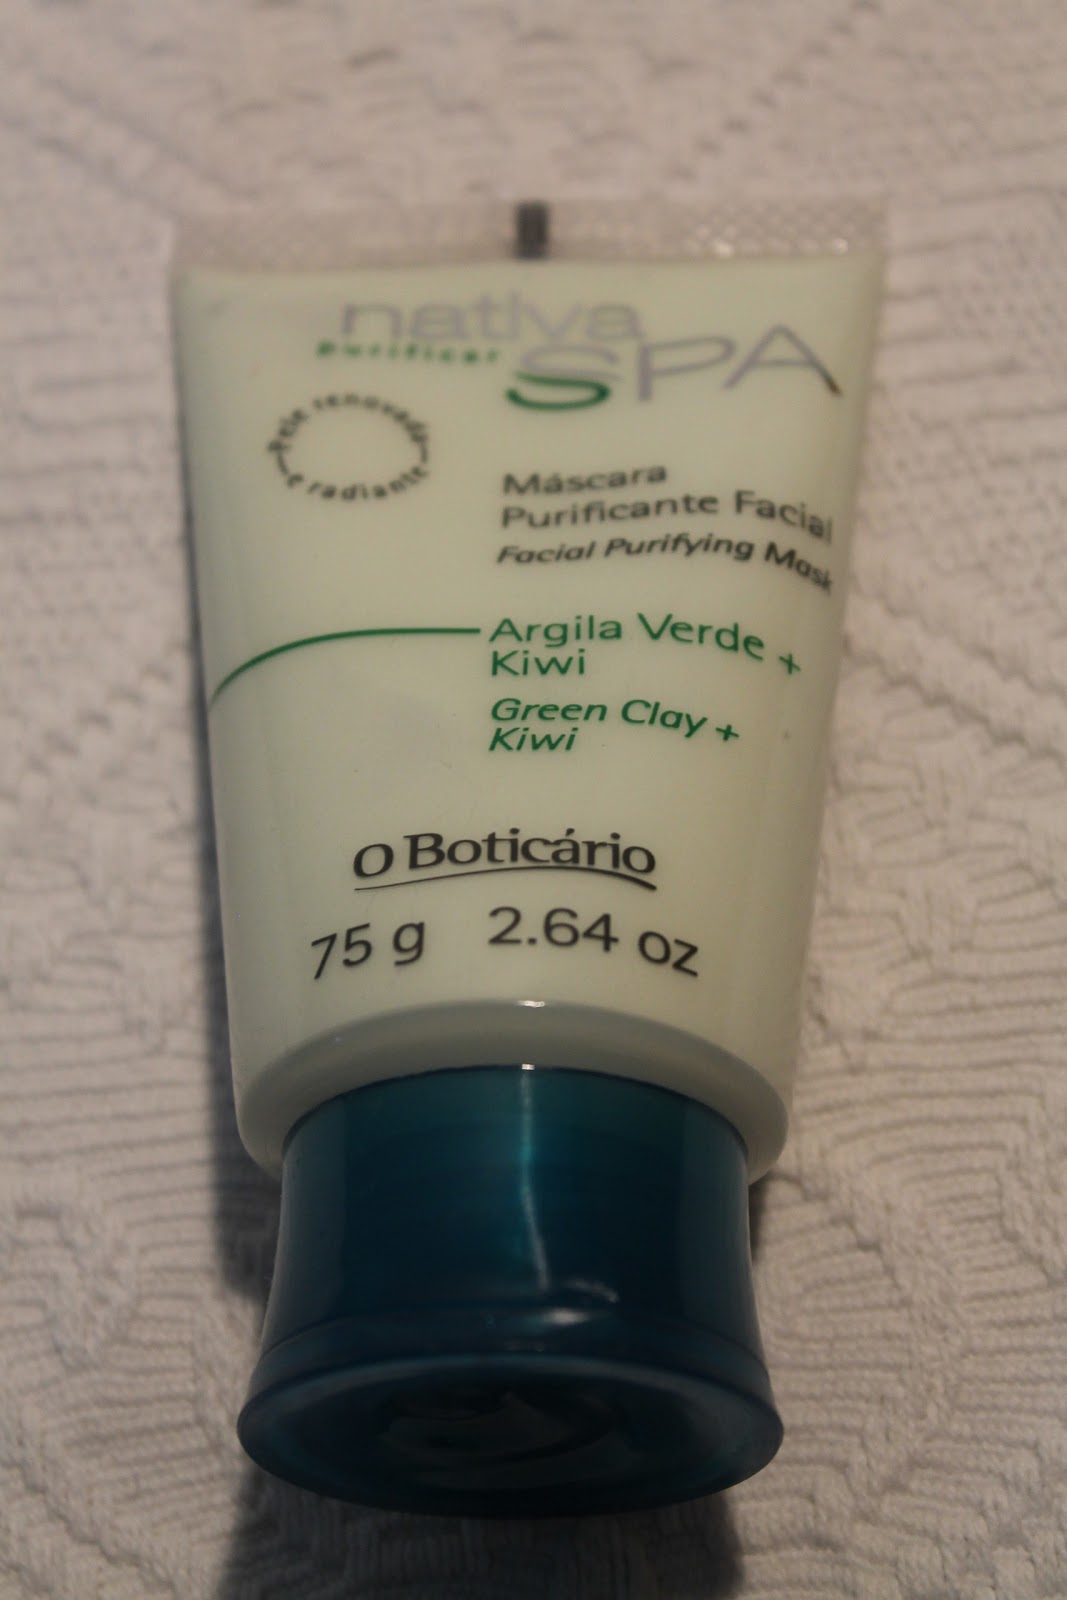 nativa
purificar SPA
Pele renovada
e radiante
Máscara
Purificante Facial
Facial Purifying Mask
Argila Verde +
Kiwi
Green Clay +
Kiwi
O Boticário
75 g 2.64 oz